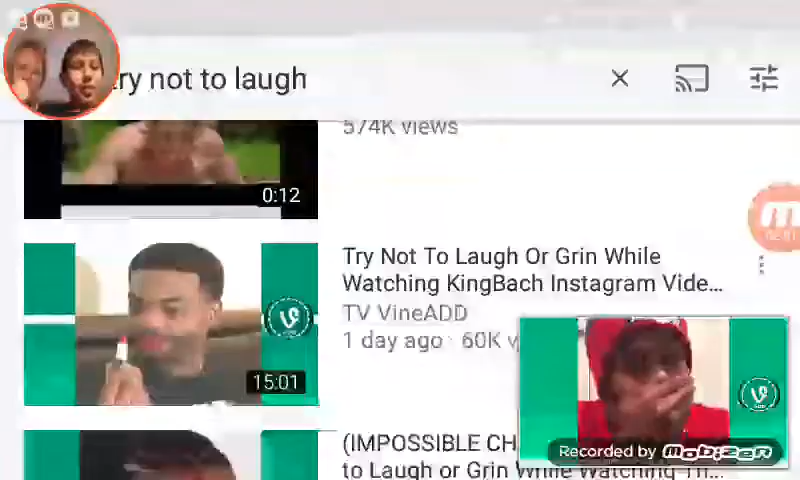 try not to laugh
574K views
0:12
Try Not To Laugh Or Grin While
Watching KingBach Instagram Vide...
TV VineADD
1 day ago · 60K v
15:01
(IMPOSSIBLE CH
to Laugh or Grin While Watching Th...
Recorded by mobizen